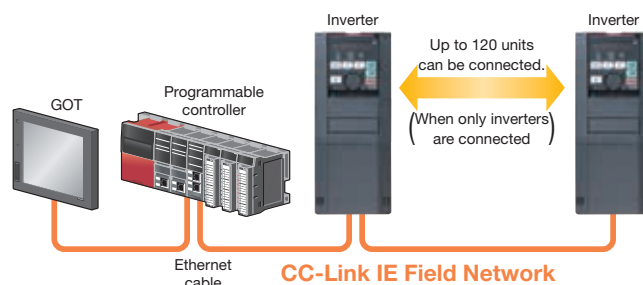 Inverter
Inverter
Up to 120 units
can be connected.
(When only inverters
are connected)
GOT
Programmable
controller
Ethernet
cable
CC-Link IE Field Network